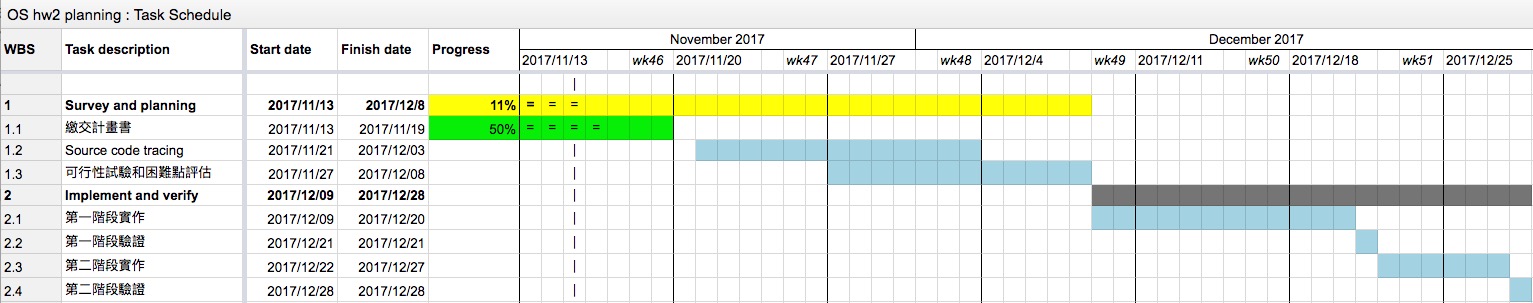 OS hw2 planning : Task Schedule
November 2017 December 2017
WBS Task description Start date Finish date Progress
2017/11/13 wk46 2017/11/20 wk47 2017/11/27 wk48 2017/12/4 wk49 2017/12/11 wk50 2017/12/18 wk51 2017/12/25
|
1 Survey and planning 2017/11/13 2017/12/8 11% = = =
1.1 繳交計畫書 2017/11/13 2017/11/19 50% = = = =
1.2 Source code tracing 2017/11/21 2017/12/03 |
1.3 可行性試驗和困難點評估 2017/11/27 2017/12/08 |
2 Implement and verify 2017/12/09 2017/12/28 |
2.1 第一階段實作 2017/12/09 2017/12/20 |
2.2 第一階段驗證 2017/12/21 2017/12/21 |
2.3 第二階段實作 2017/12/22 2017/12/27 |
2.4 第二階段驗證 2017/12/28 2017/12/28 |